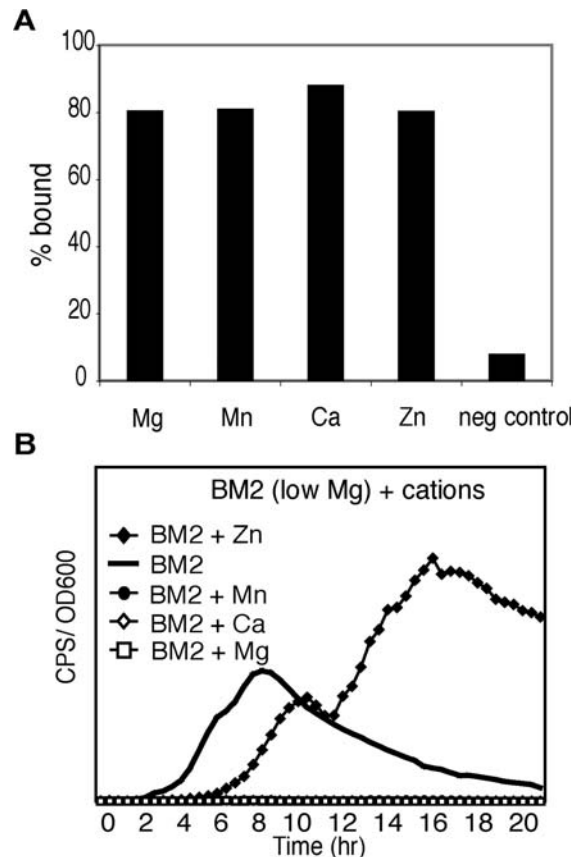 A
% bound
100
80
60
40
20
0
Mg Mn Ca Zn neg control
B
BM2 (low Mg) + cations
BM2 + Zn
BM2
BM2 + Mn
BM2 + Ca
BM2 + Mg
CPS/ OD600
0 2 4 6 8 10 12 14 16 18 20
Time (hr)